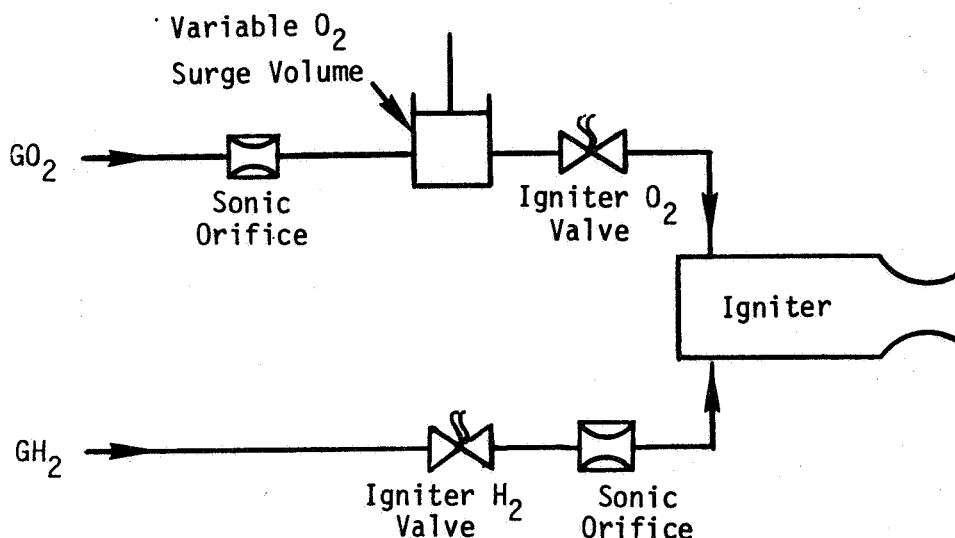 Variable O2
Surge Volume
GO2
Sonic
Orifice
Igniter O2
Valve
Igniter
GH2
Igniter H2
Valve
Sonic
Orifice